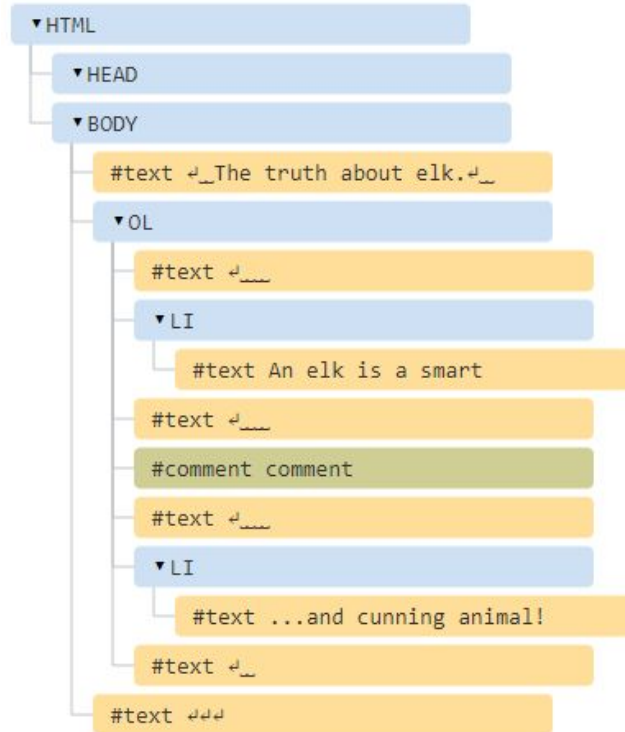 ▾HTML
▾HEAD
▾BODY
#text ↵␣␣The truth about elk.↵␣␣
▾OL
#text ↵␣␣␣␣
▾LI
#text An elk is a smart
#text ↵␣␣␣␣
#comment comment
#text ↵␣␣␣␣
▾LI
#text ...and cunning animal!
#text ↵␣␣
#text ↵↵↵